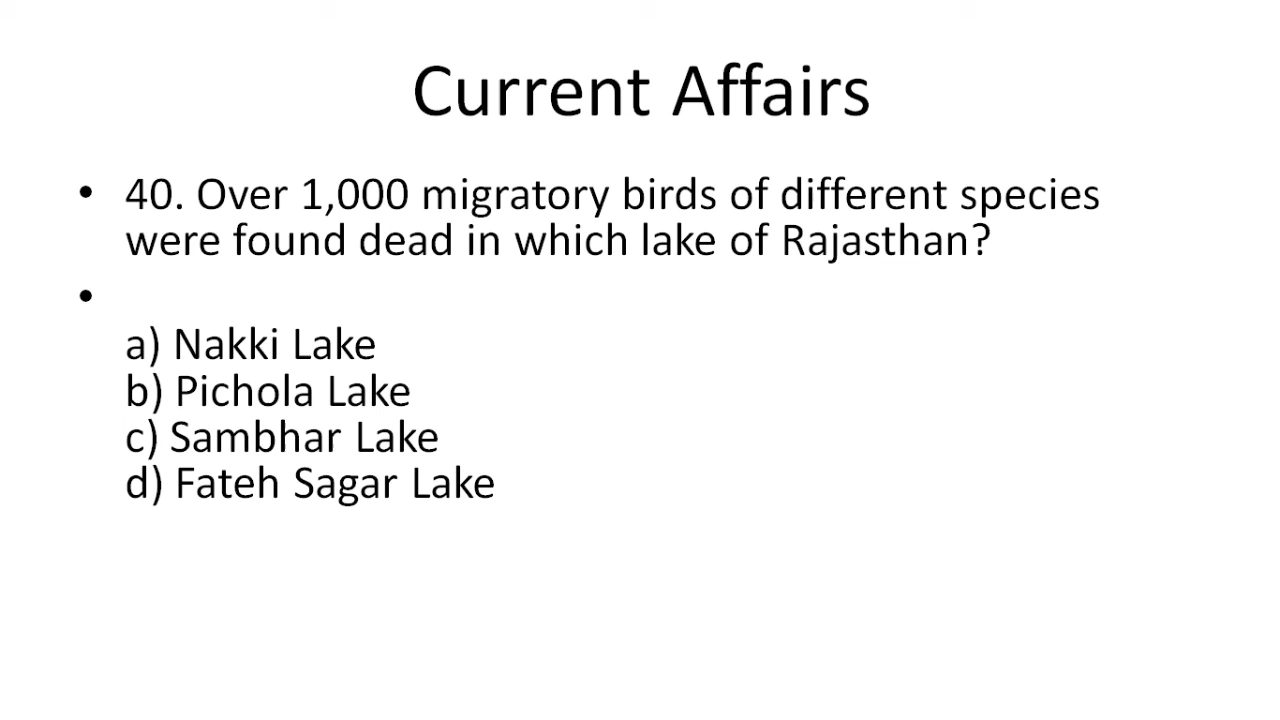 Current Affairs
• 40. Over 1,000 migratory birds of different species
were found dead in which lake of Rajasthan?
•
a) Nakki Lake
b) Pichola Lake
c) Sambhar Lake
d) Fateh Sagar Lake